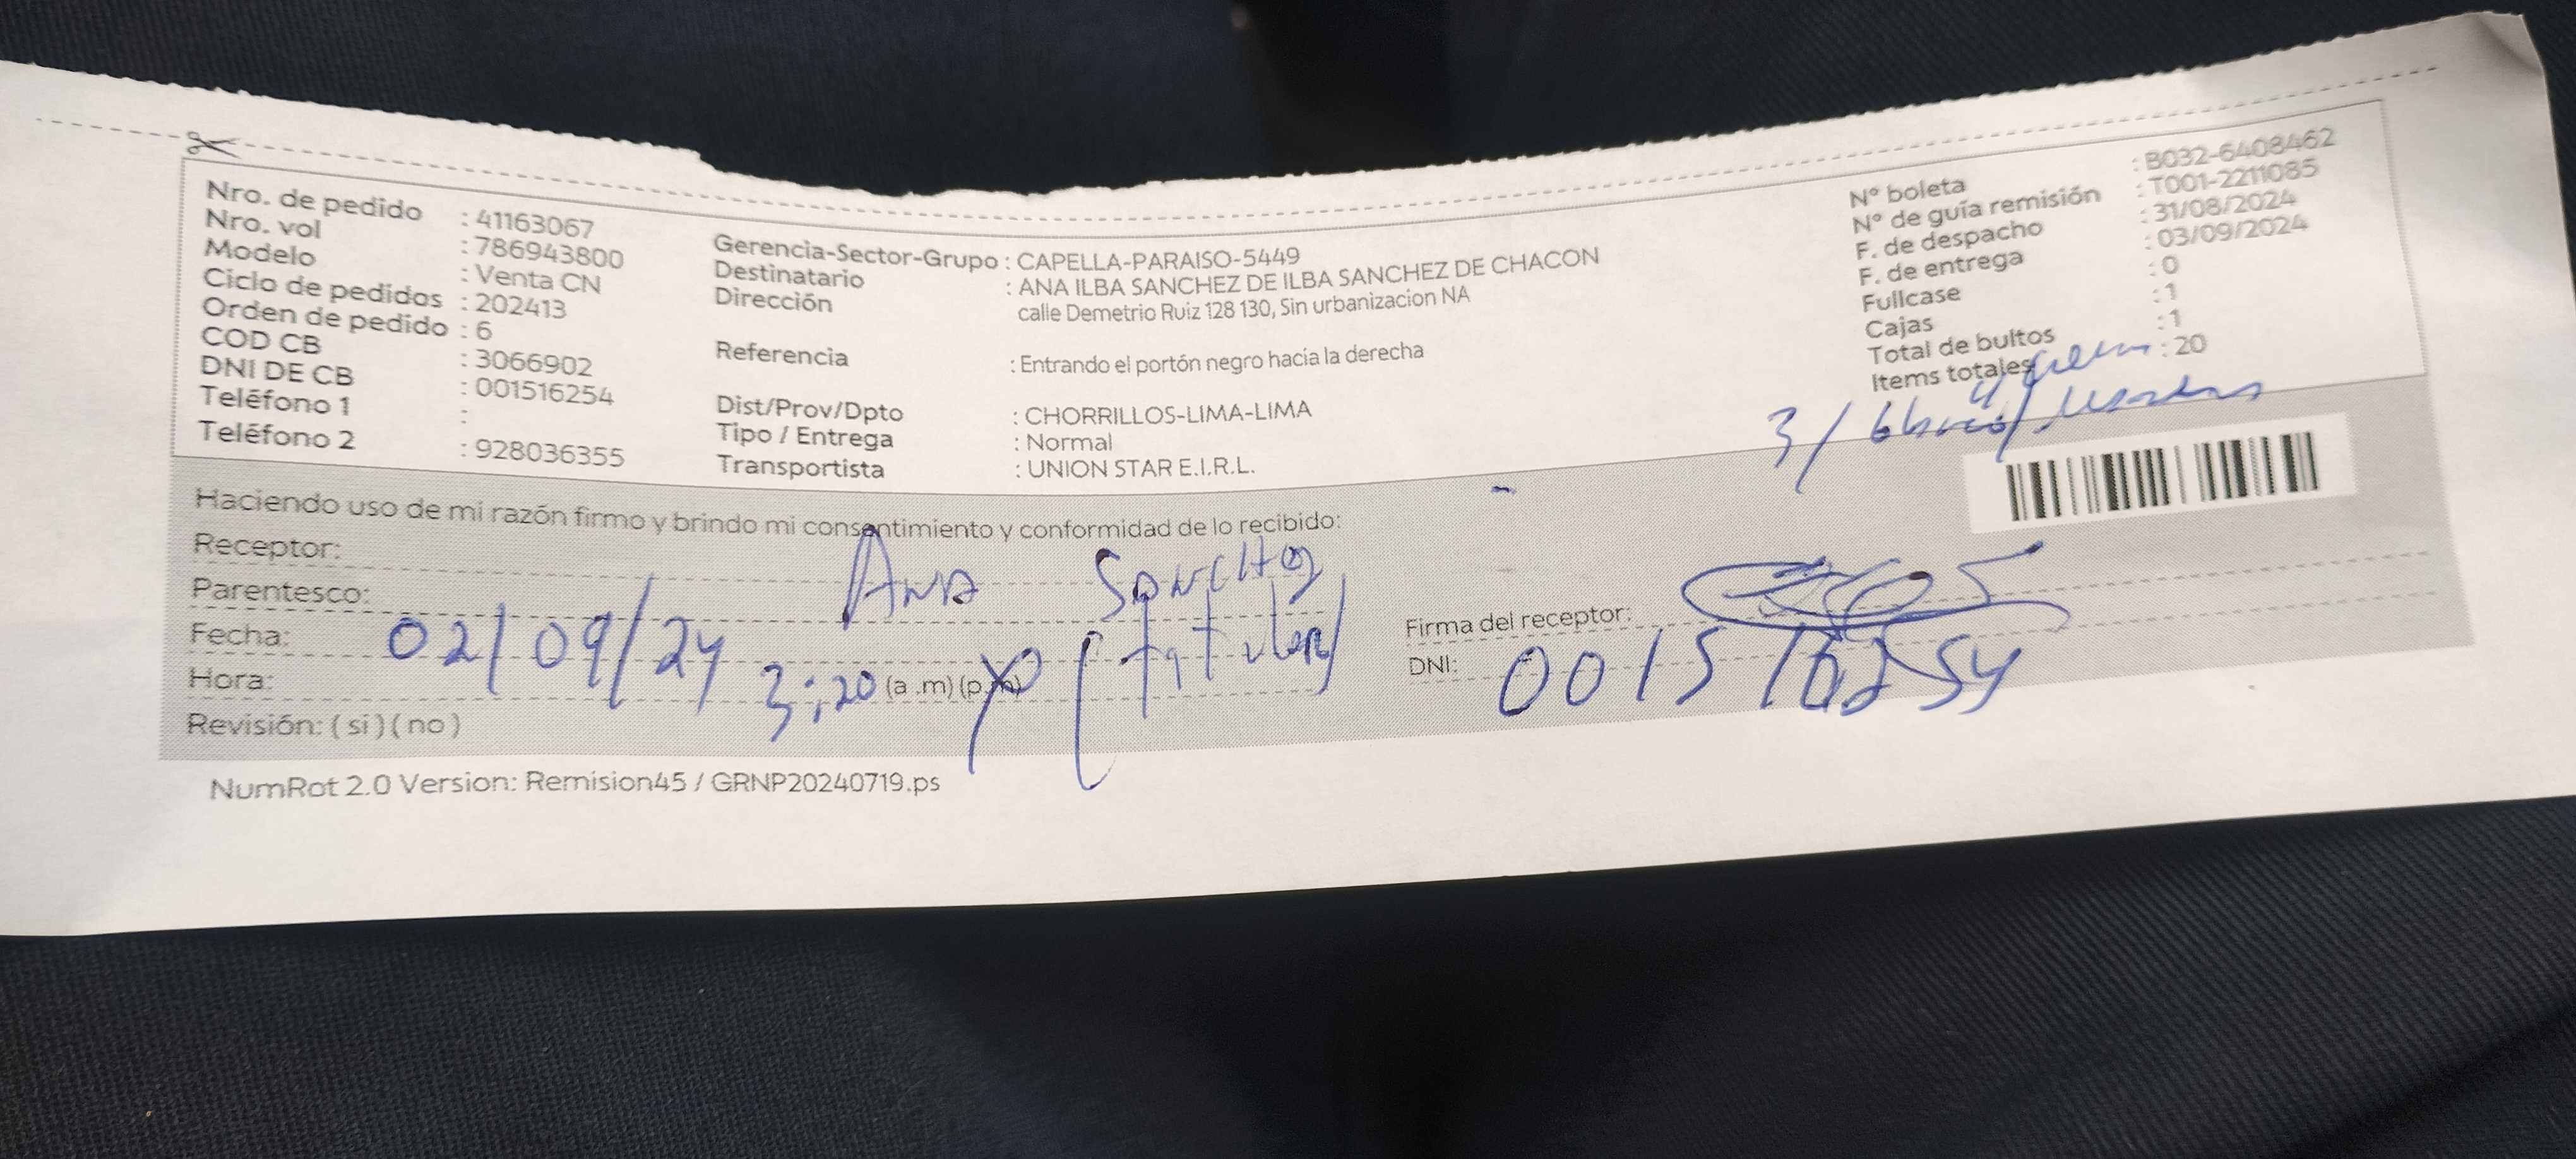 Nro. de pedido : 41163067
Nro. vol : 786943800
Modelo : Venta CN
Ciclo de pedidos : 202413
Orden de pedido : 6
COD CB : 3066902
DNI DE CB : 001516254
Teléfono 1 :
Teléfono 2 : 928036355
Gerencia-Sector-Grupo : CAPELLA-PARAISO-5449
Destinatario : ANA ILBA SANCHEZ DE ILBA SANCHEZ DE CHACON
Dirección calle Demetrio Ruiz 128 130, Sin urbanizacion NA
Referencia : Entrando el portón negro hacia la derecha
Dist/Prov/Dpto : CHORRILLOS-LIMA-LIMA
Tipo / Entrega : Normal
Transportista : UNION STAR E.I.R.L.
N° boleta : B032-6408462
N° de guía remisión : T001-2211085
F. de despacho : 31/08/2024
F. de entrega : 03/09/2024
Fullcase : 0
Cajas : 1
Total de bultos : 1
Items totales : 20
3/
Haciendo uso de mi razón firmo y brindo mi consentimiento y conformidad de lo recibido:
Receptor: Ana Sanchez
Parentesco: (titular)
Fecha: 02/09/24
Hora: 3:20 (a .m) (p.m)
Revisión: ( si ) ( no )
Firma del receptor:
DNI: 001516254
NumRot 2.0 Version: Remision45 / GRNP20240719.ps